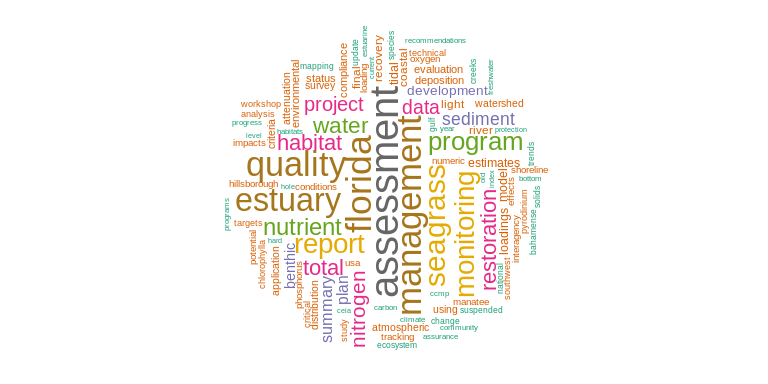 estuarine
recommendations
species
update
technical
oxygen
mapping
compliance
final
loading
current
recovery
tidal
coastal
evaluation
creeks
freshwater
status
survey
environmental
attenuation
deposition
development
workshop
analysis
project
data
light
watershed
progress
criteria
water
gulf
year
sediment
river
protection
level
habitats
impacts
habitat
florida
assessment
management
program
trends
quality
numeric
estimates
shoreline
hillsborough
hole
conditions
seagrass
monitoring
old
index
model
effects
bottom
solids
programs
estuary
restoration
pyrodinium
targets
nutrient
loadings
interagency
bahamense
hard
report
potential
chlorophylla
application
benthic
phosphorus
total
usa
national
southwest
nitrogen
summary
plan
ccmp
manatee
critical
distribution
ceia
carbon
using
suspended
study
climate
change
atmospheric
community
tracking
assurance
ecosystem